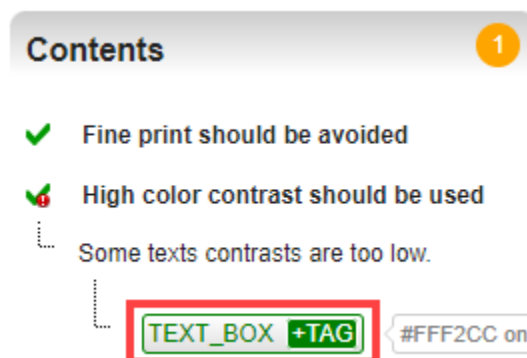 Contents 1
Fine print should be avoided
High color contrast should be used
Some texts contrasts are too low.
TEXT_BOX +TAG #FFF2CC on